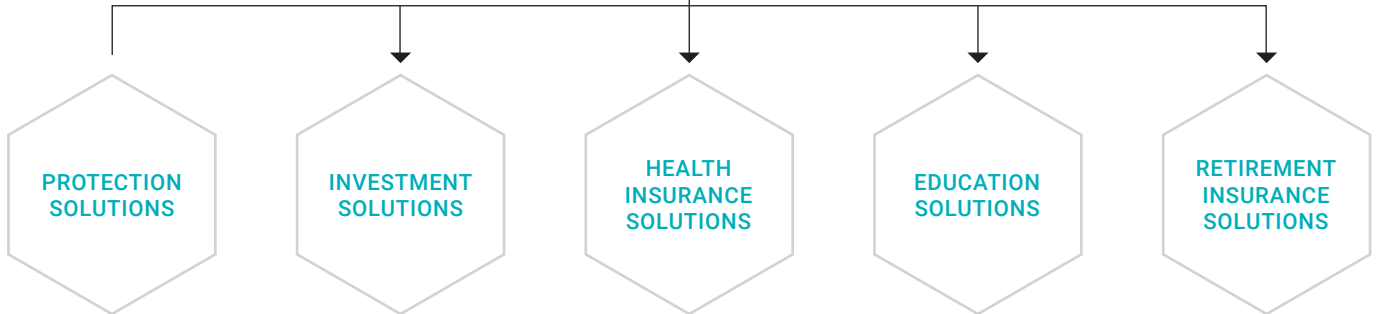 PROTECTION
SOLUTIONS
INVESTMENT
SOLUTIONS
HEALTH
INSURANCE
SOLUTIONS
EDUCATION
SOLUTIONS
RETIREMENT
INSURANCE
SOLUTIONS